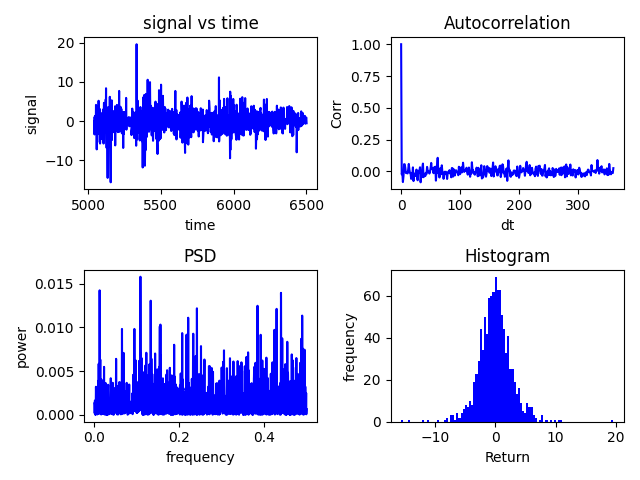 signal vs time
20
10
0
−10
signal
5000 5500 6000 6500
time
Autocorrelation
1.00
0.75
0.50
0.25
0.00
Corr
0 100 200 300
dt
PSD
0.015
0.010
0.005
0.000
power
0.0 0.2 0.4
frequency
Histogram
60
40
20
0
frequency
−10 0 10 20
Return